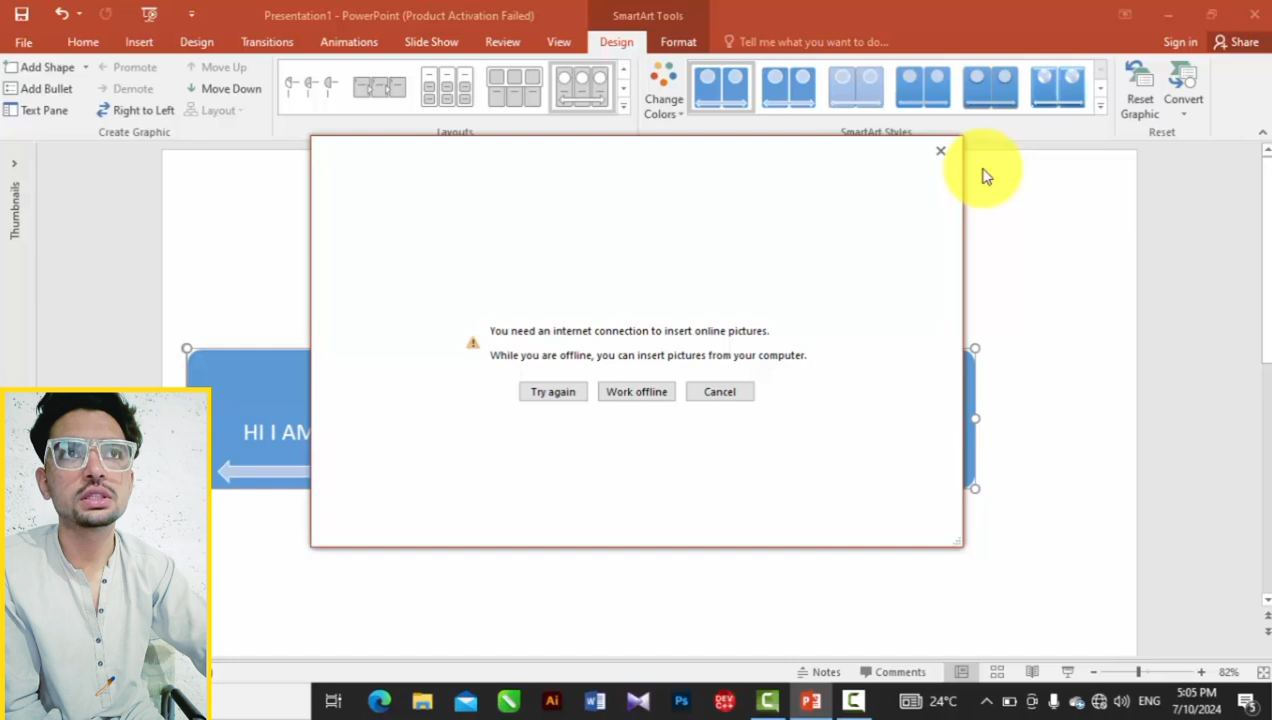 Presentation1 - PowerPoint (Product Activation Failed)
SmartArt Tools
File Home Insert Design Transitions Animations Slide Show Review View Design Format Tell me what you want to do... Sign in Share
Add Shape Promote Move Up
Add Bullet Demote Move Down
Text Pane Right to Left Layout
Change
Colors
Reset
Graphic
Convert
Create Graphic Layouts SmartArt Styles Reset
Thumbnails
You need an internet connection to insert online pictures.
While you are offline, you can insert pictures from your computer.
Try again Work offline Cancel
HI I AM
Notes Comments 82%
Ai W Ps DEV C++ C P C 24°C ENG 5:05 PM
7/10/2024
5